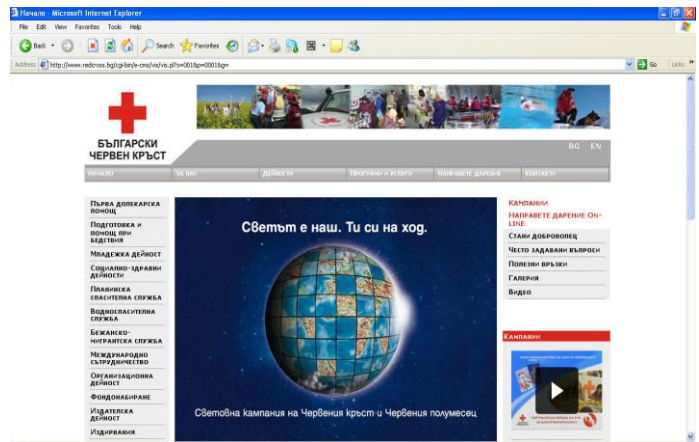 Начало - Microsoft Internet Explorer
File Edit View Favorites Tools Help
Back Search Favorites
Address http://www.redcross.bg/cgi-bin/e-cms/vis/vis.pl?s=001&p=0001&g= Go Links
БЪЛГАРСКИ
ЧЕРВЕН КРЪСТ
BG EN
НАЧАЛО ЗА НАС ДЕЙНОСТИ ПРОГРАМИ И УСЛУГИ НАПРАВЕТЕ ДАРЕНИЕ КОНТАКТИ
ПЪРВА ДОЛЕКАРСКА
ПОМОЩ
ПОДГОТОВКА И
ПОМОЩ ПРИ
БЕДСТВИЯ
МЛАДЕЖКА ДЕЙНОСТ
СОЦИАЛНО-ЗДРАВНИ
ДЕЙНОСТИ
ПЛАНИНСКА
СПАСИТЕЛНА СЛУЖБА
ВОДНОСПАСИТЕЛНА
СЛУЖБА
БЕЖАНСКО-
МИГРАНТСКА СЛУЖБА
МЕЖДУНАРОДНО
СЪТРУДНИЧЕСТВО
ОРГАНИЗАЦИОННА
ДЕЙНОСТ
ФОНДОНАБИРАНЕ
ИЗДАТЕЛСКА
ДЕЙНОСТ
ИЗДИРВАНИЯ
Светът е наш. Ти си на ход.
Световна кампания на Червения кръст и Червения полумесец
КАМПАНИИ
НАПРАВЕТЕ ДАРЕНИЕ ON-
LINE
СТАНИ ДОБРОВОЛЕЦ
ЧЕСТО ЗАДАВАНИ ВЪПРОСИ
ПОЛЕЗНИ ВРЪЗКИ
ГАЛЕРИЯ
ВИДЕО
КАМПАНИИ